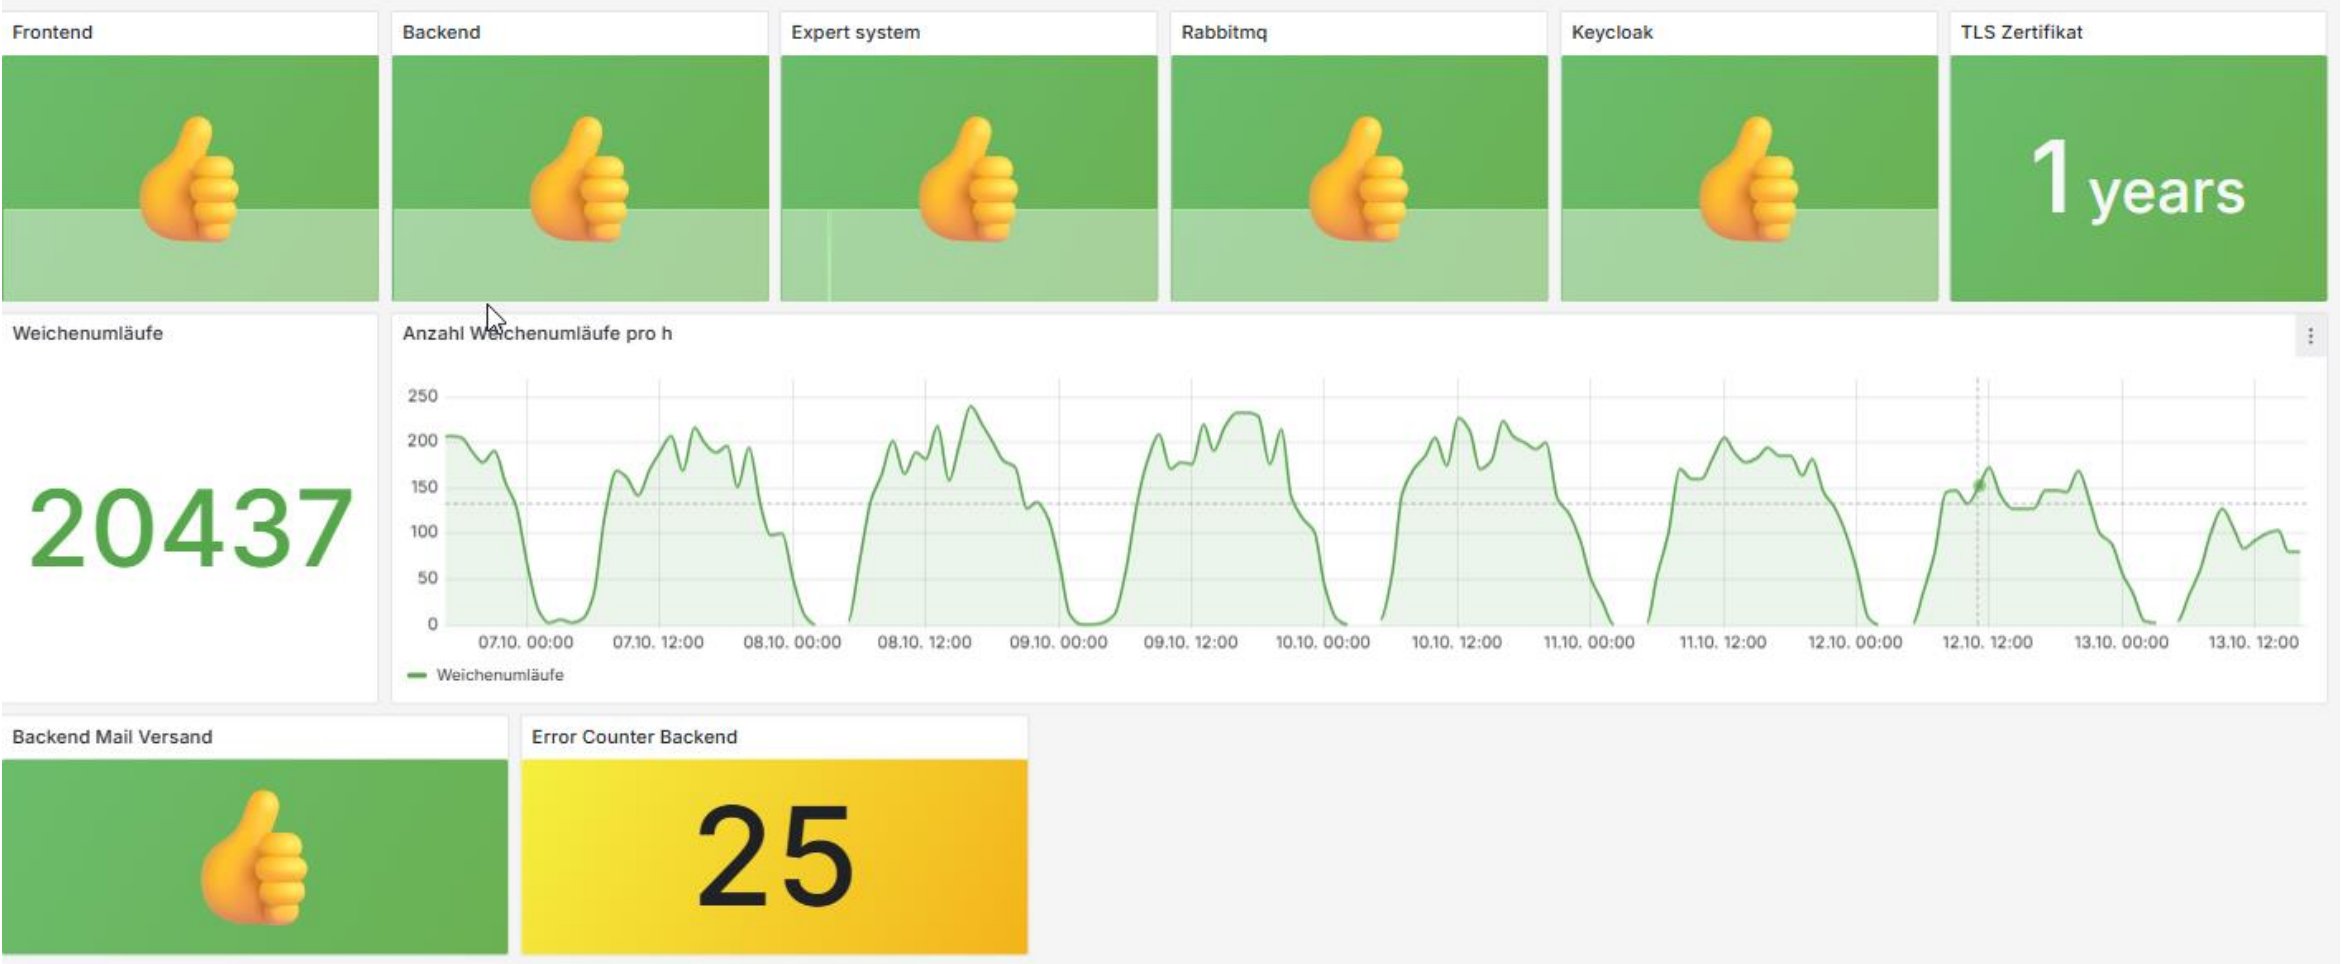 Frontend
Backend
Expert system
Rabbitmq
Keycloak
TLS Zertifikat
1 years
Weichenumläufe
20437
Anzahl Weichenumläufe pro h
250
200
150
100
50
0
07.10. 00:00
07.10. 12:00
08.10. 00:00
08.10. 12:00
09.10. 00:00
09.10. 12:00
10.10. 00:00
10.10. 12:00
11.10. 00:00
11.10. 12:00
12.10. 00:00
12.10. 12:00
13.10. 00:00
13.10. 12:00
Weichenumläufe
Backend Mail Versand
Error Counter Backend
25